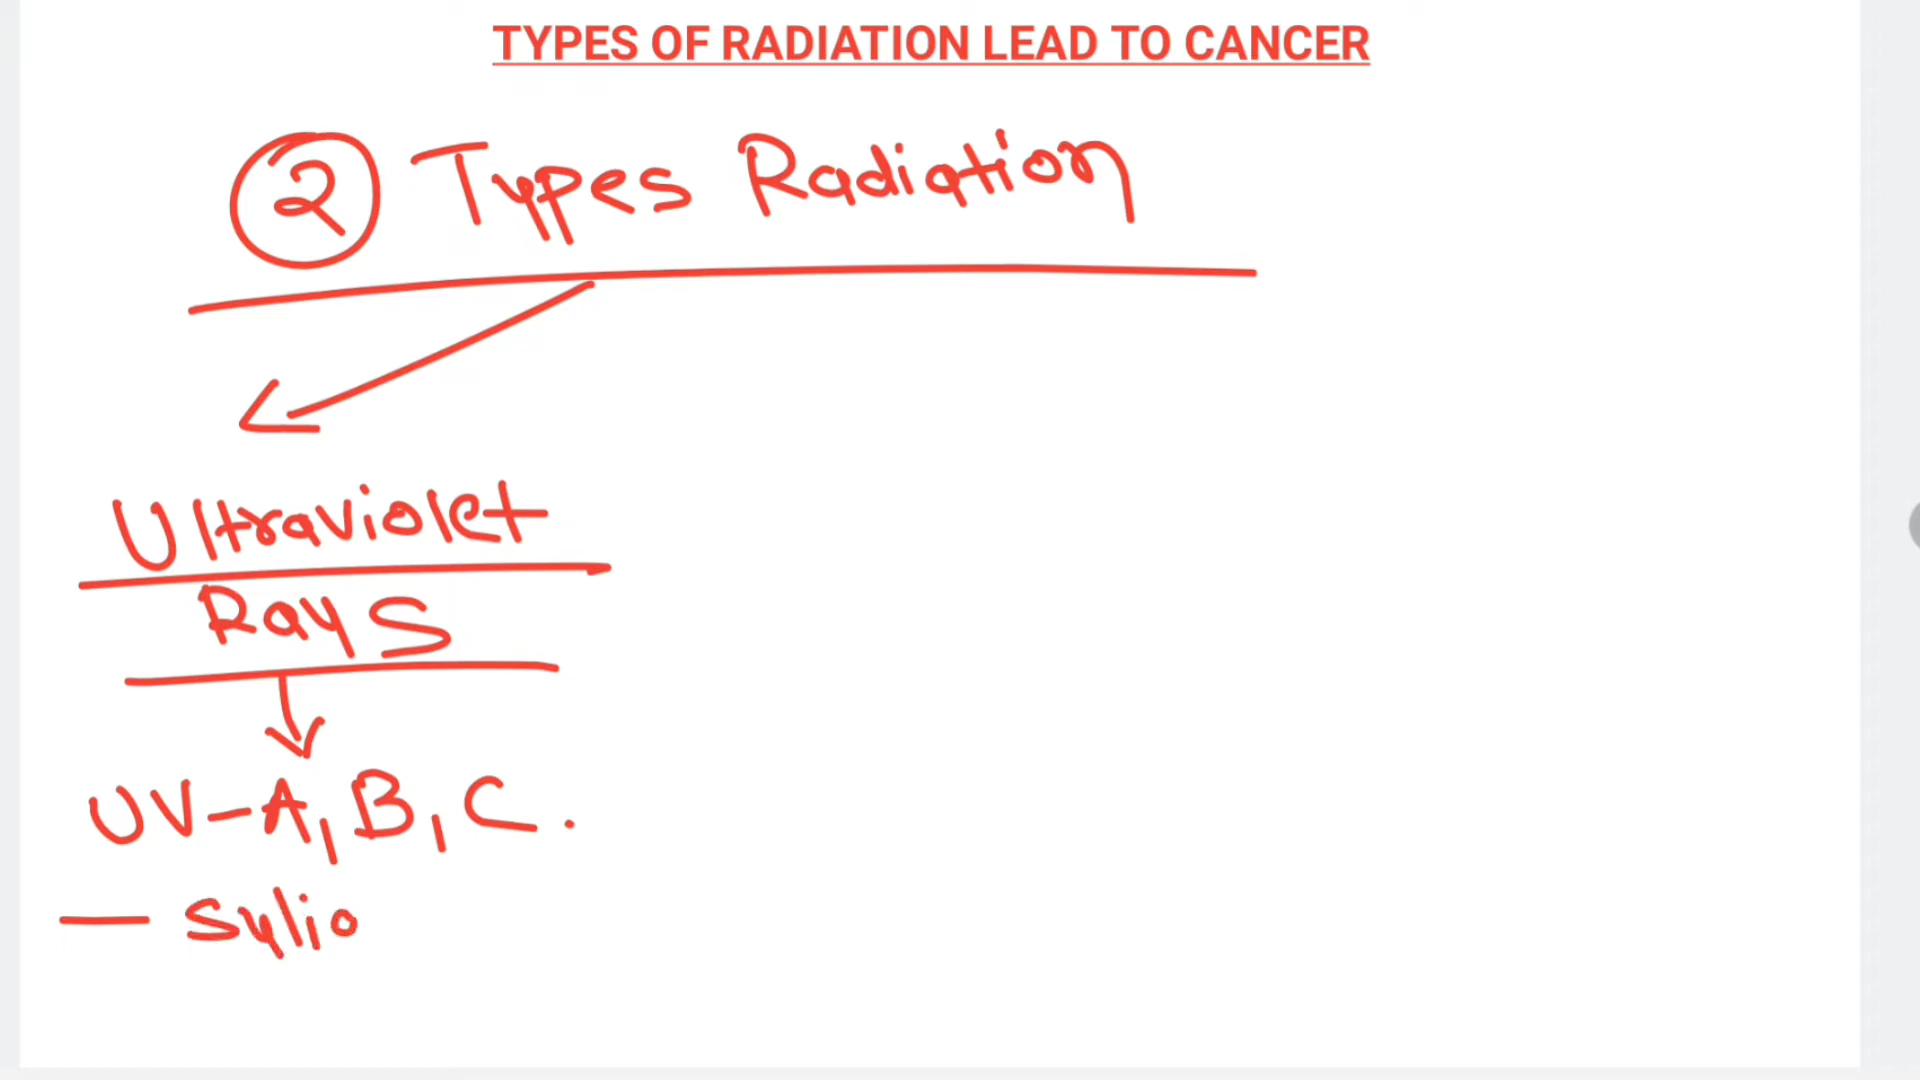 TYPES OF RADIATION LEAD TO CANCER
2 Types Radiation
Ultraviolet
Rays
UV-A, B, C.
— Sylio